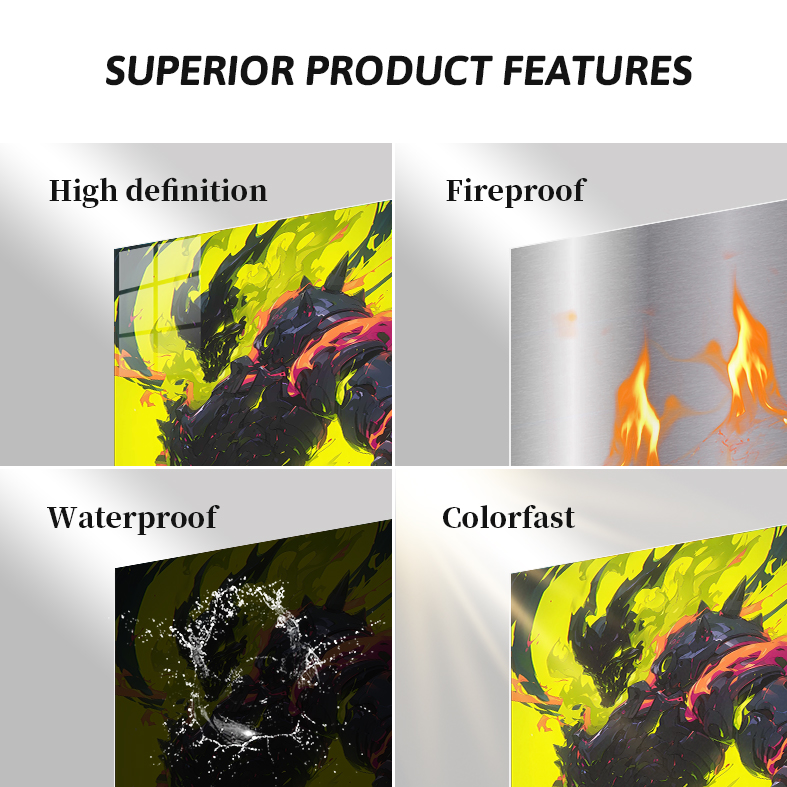 SUPERIOR PRODUCT FEATURES
High definition
Fireproof
Waterproof
Colorfast